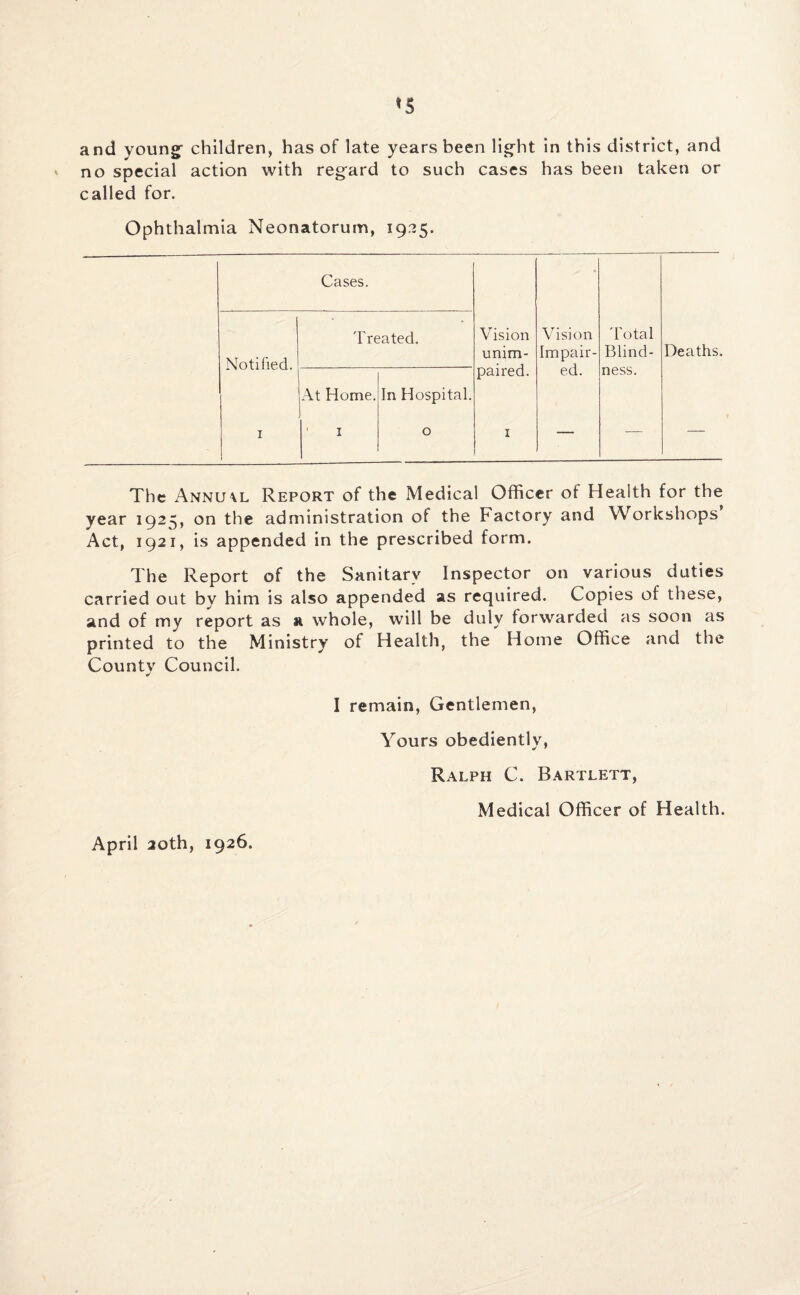 15
and young children, has of late years been light in this district, and
no special action with regard to such cases has been taken or
called for.
Ophthalmia Neonatorum, 1925.
Cases.
Notified.
Treated.
At Home.
In Hospital.
Vision
unim-
paired.
Vision
Impair-
ed.
Total
Blind-
ness.
Deaths.
1 1 0 1 — — —
The Annual Report of the Medical Officer of Health for the
year 1925, on the administration of the Factory and Workshops'
Act, 1921, is appended in the prescribed form.
The Report of the Sanitary Inspector on various duties
carried out by him is also appended as required. Copies of these,
and of my report as a whole, will be duly forwarded as soon as
printed to the Ministry of Health, the Home Office and the
County Council.
I remain, Gentlemen,
Yours obediently,
Ralph C. Bartlett,
Medical Officer of Health.
April 20th, 1926.